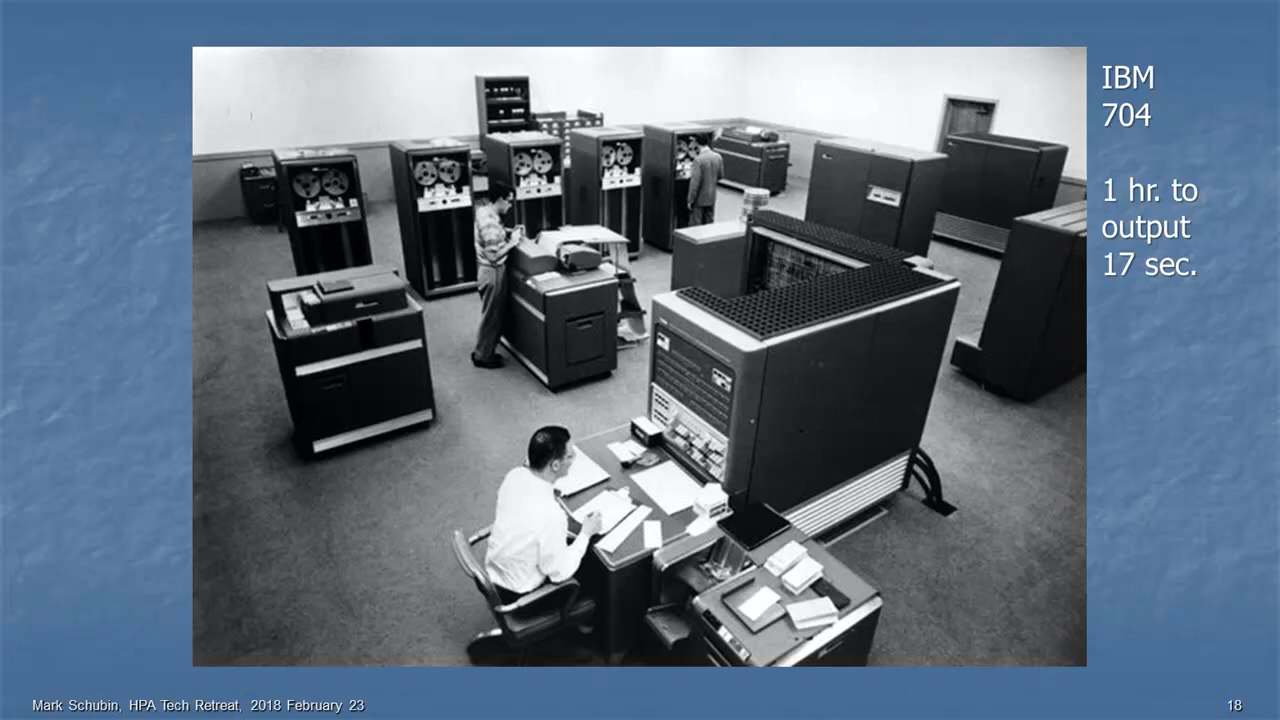 IBM
704
1 hr. to
output
17 sec.
Mark Schubin, HPA Tech Retreat, 2018 February 23
18